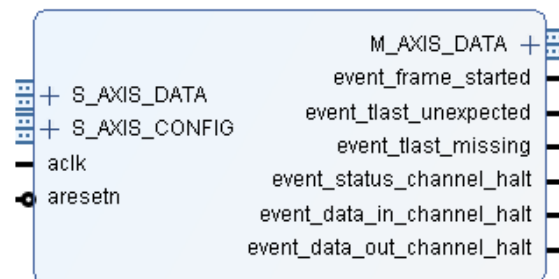 + S_AXIS_DATA
+ S_AXIS_CONFIG
aclk
aresetn
M_AXIS_DATA +
event_frame_started
event_tlast_unexpected
event_tlast_missing
event_status_channel_halt
event_data_in_channel_halt
event_data_out_channel_halt